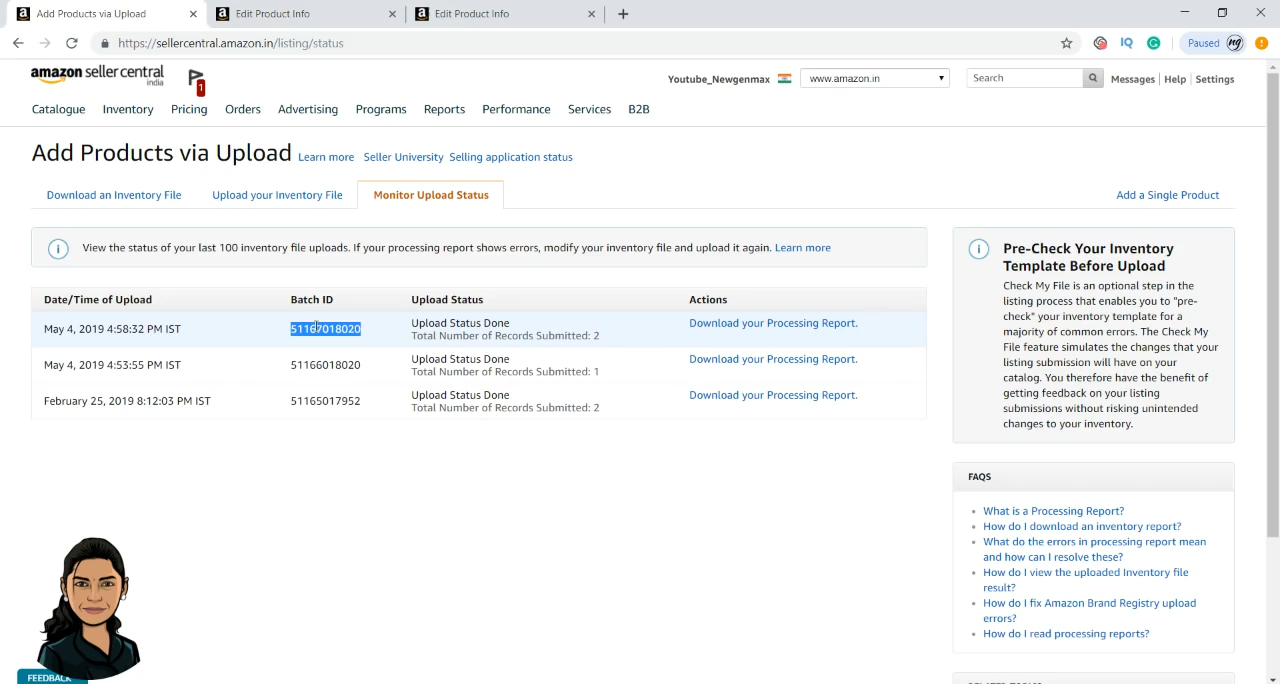 Add Products via Upload
Edit Product Info
Edit Product Info
https://sellercentral.amazon.in/listing/status
IQ
Paused
amazon seller central
india
1
Youtube_Newgenmax
www.amazon.in
Search
Messages | Help | Settings
Catalogue Inventory Pricing Orders Advertising Programs Reports Performance Services B2B
Add Products via Upload Learn more Seller University Selling application status
Download an Inventory File Upload your Inventory File Monitor Upload Status Add a Single Product
View the status of your last 100 inventory file uploads. If your processing report shows errors, modify your inventory file and upload it again. Learn more
Date/Time of Upload Batch ID Upload Status Actions
May 4, 2019 4:58:32 PM IST 51167018020 Upload Status Done Download your Processing Report.
Total Number of Records Submitted: 2
May 4, 2019 4:53:55 PM IST 51166018020 Upload Status Done Download your Processing Report.
Total Number of Records Submitted: 1
February 25, 2019 8:12:03 PM IST 51165017952 Upload Status Done Download your Processing Report.
Total Number of Records Submitted: 2
Pre-Check Your Inventory
Template Before Upload
Check My File is an optional step in the
listing process that enables you to "pre-
check" your inventory template for a
majority of common errors. The Check My
File feature simulates the changes that your
listing submission will have on your
catalog. You therefore have the benefit of
getting feedback on your listing
submissions without risking unintended
changes to your inventory.
FAQS
What is a Processing Report?
How do I download an inventory report?
What do the errors in processing report mean
and how can I resolve these?
How do I view the uploaded Inventory file
result?
How do I fix Amazon Brand Registry upload
errors?
How do I read processing reports?
FEEDBACK